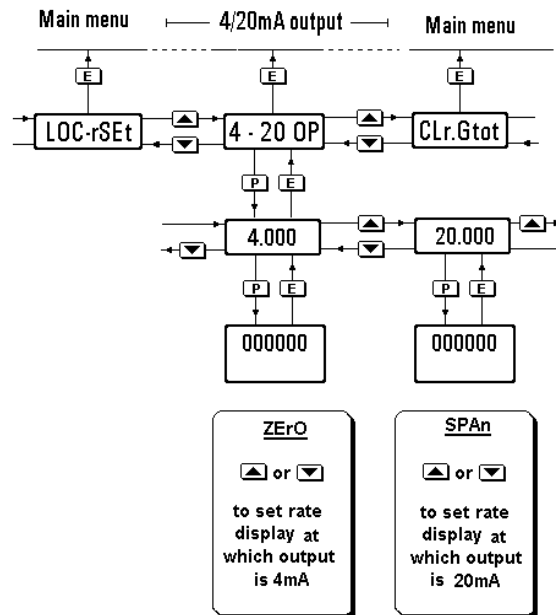 Main menu 4/20mA output Main menu
E E E
LOC-rSEt 4 - 20 OP CLr.Gtot
P E
4.000 20.000
P E P E
000000 000000
ZErO
▲ or ▼
to set rate
display at
which output
is 4mA
SPAn
▲ or ▼
to set rate
display at
which output
is 20mA